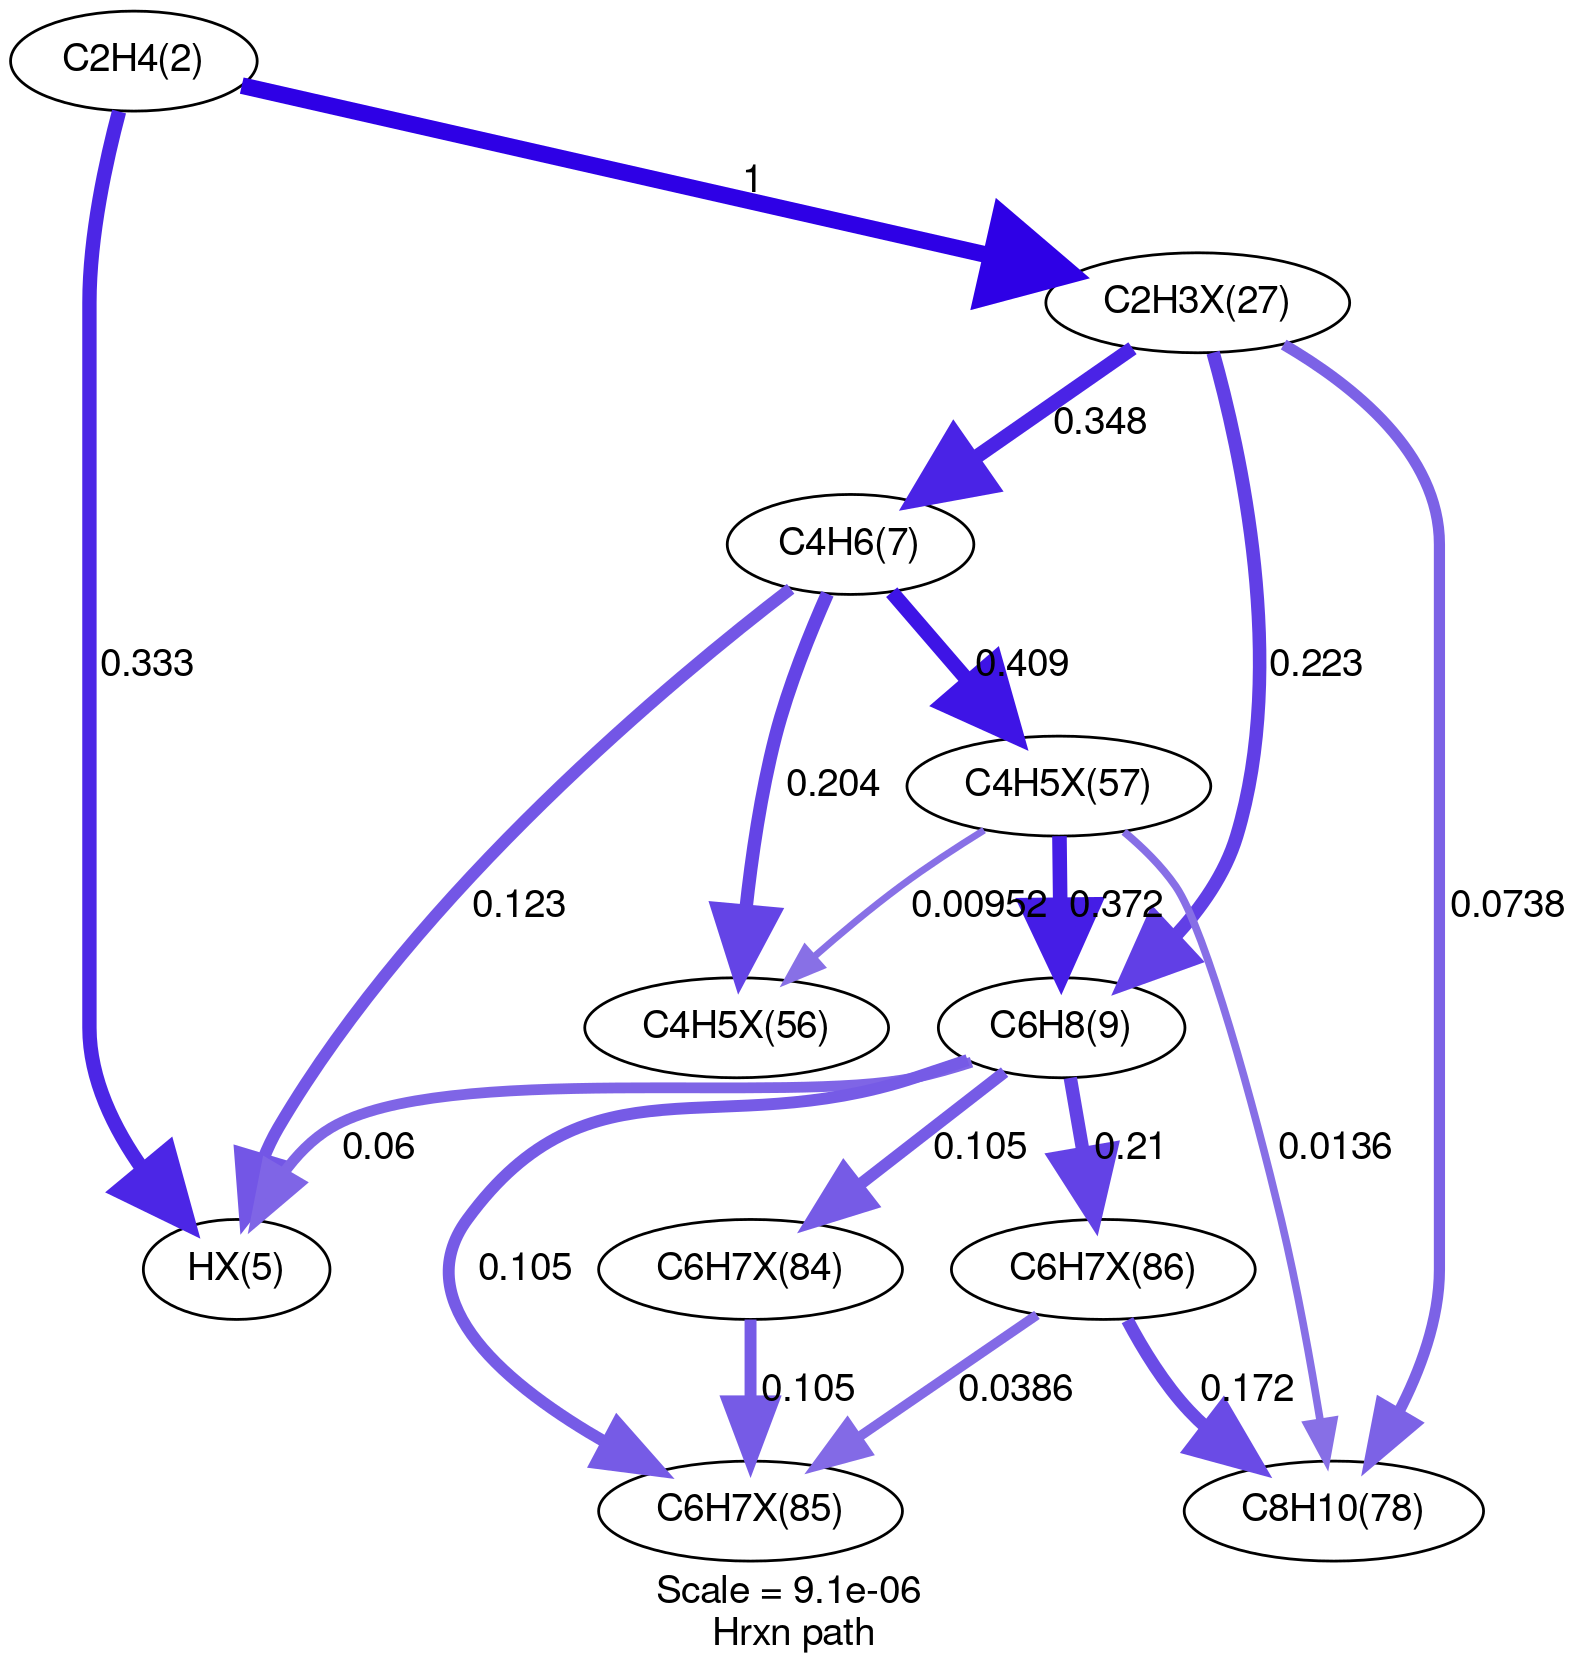 C2H4(2)
1
C2H3X(27)
0.348
C4H6(7)
0.333
0.409
0.223
0.204
C4H5X(57)
0.123
0.00952
0.372
0.0738
C4H5X(56)
C6H8(9)
0.06
0.105
0.21
0.0136
HX(5)
0.105
C6H7X(84)
C6H7X(86)
0.105
0.0386
0.172
C6H7X(85)
C8H10(78)
Scale = 9.1e-06
Hrxn path